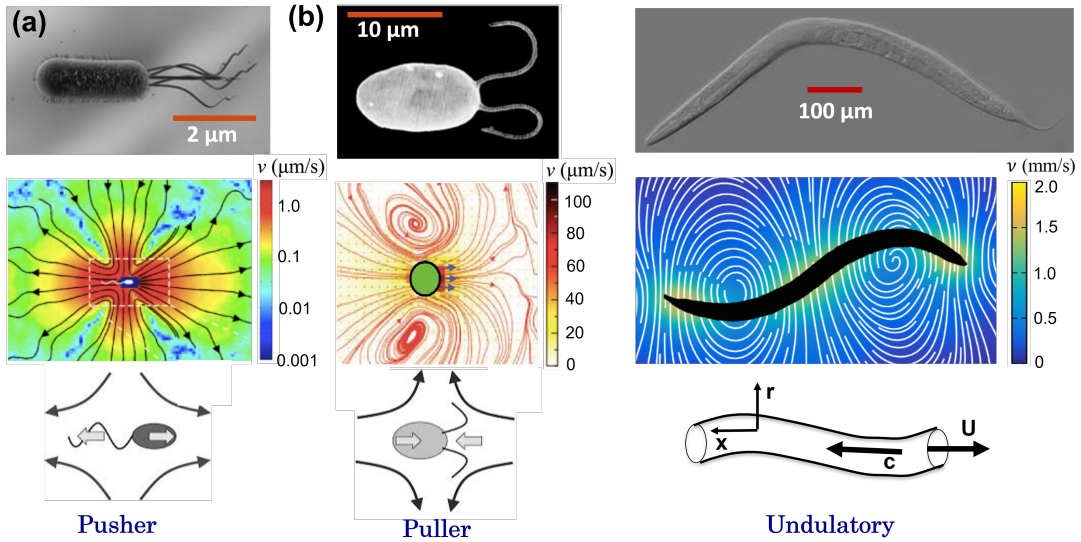 (a)
2 µm
(b)
10 µm
100 µm
v (µm/s)
1.0
0.1
0.01
0.001
v (µm/s)
100
80
60
40
20
0
v (mm/s)
2.0
1.5
1.0
0.5
0
r
x
c
U
Pusher
Puller
Undulatory